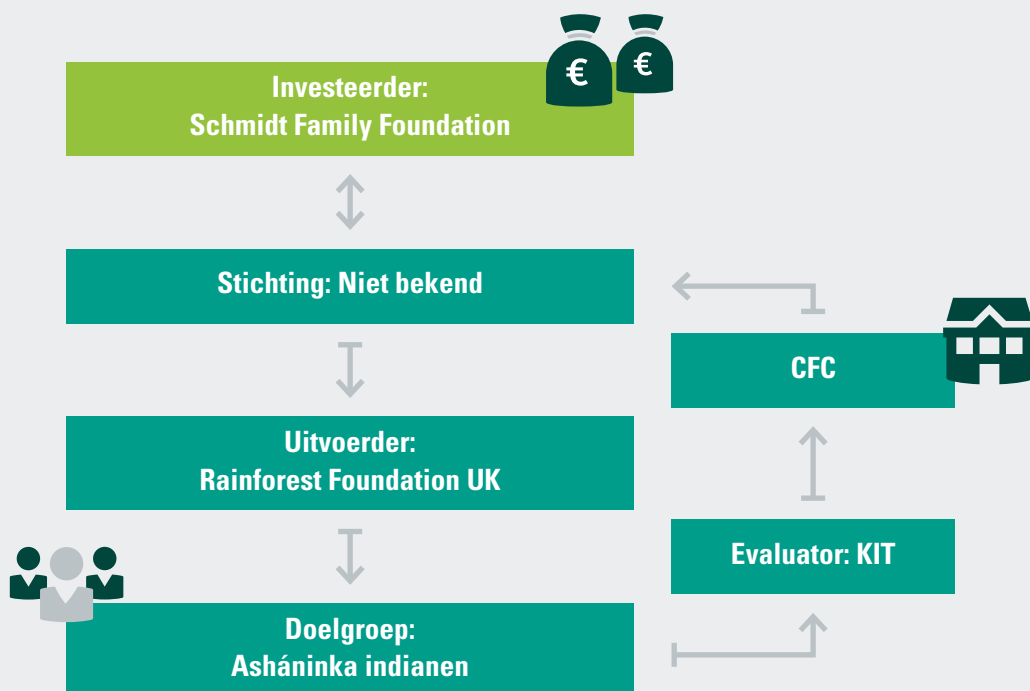 €
€
Investeerder:
Schmidt Family Foundation
Stichting: Niet bekend
CFC
Uitvoerder:
Rainforest Foundation UK
Evaluator: KIT
Doelgroep:
Asháninka indianen